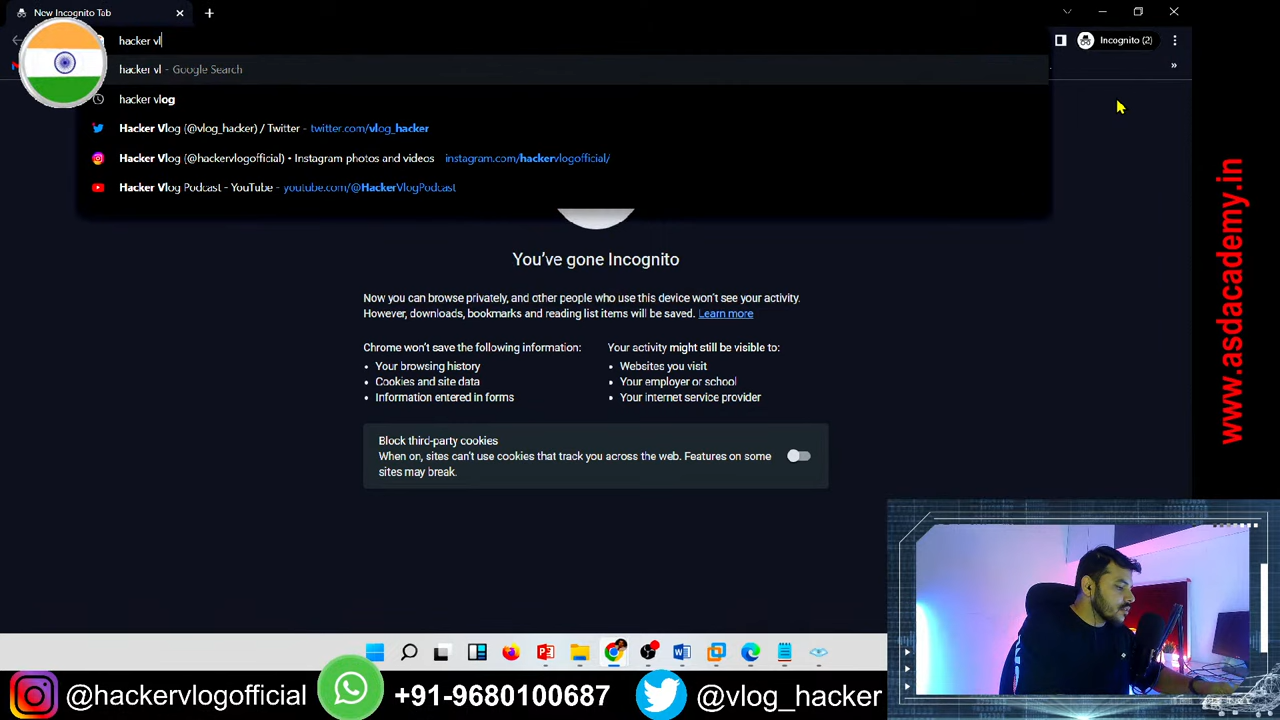 New Incognito Tab
hacker vl
Incognito (2)
hacker vl - Google Search
»
hacker vlog
Hacker Vlog (@vlog_hacker) / Twitter - twitter.com/vlog_hacker
Hacker Vlog (@hackervlogofficial) • Instagram photos and videos instagram.com/hackervlogofficial/
Hacker Vlog Podcast - YouTube - youtube.com/@HackerVlogPodcast
You've gone Incognito
Now you can browse privately, and other people who use this device won't see your activity.
However, downloads, bookmarks and reading list items will be saved. Learn more
Chrome won't save the following information:
• Your browsing history
• Cookies and site data
• Information entered in forms
Your activity might still be visible to:
• Websites you visit
• Your employer or school
• Your internet service provider
Block third-party cookies
When on, sites can't use cookies that track you across the web. Features on some
sites may break.
www.asdacademy.in
@hackervlogofficial
+91-9680100687
@vlog_hacker